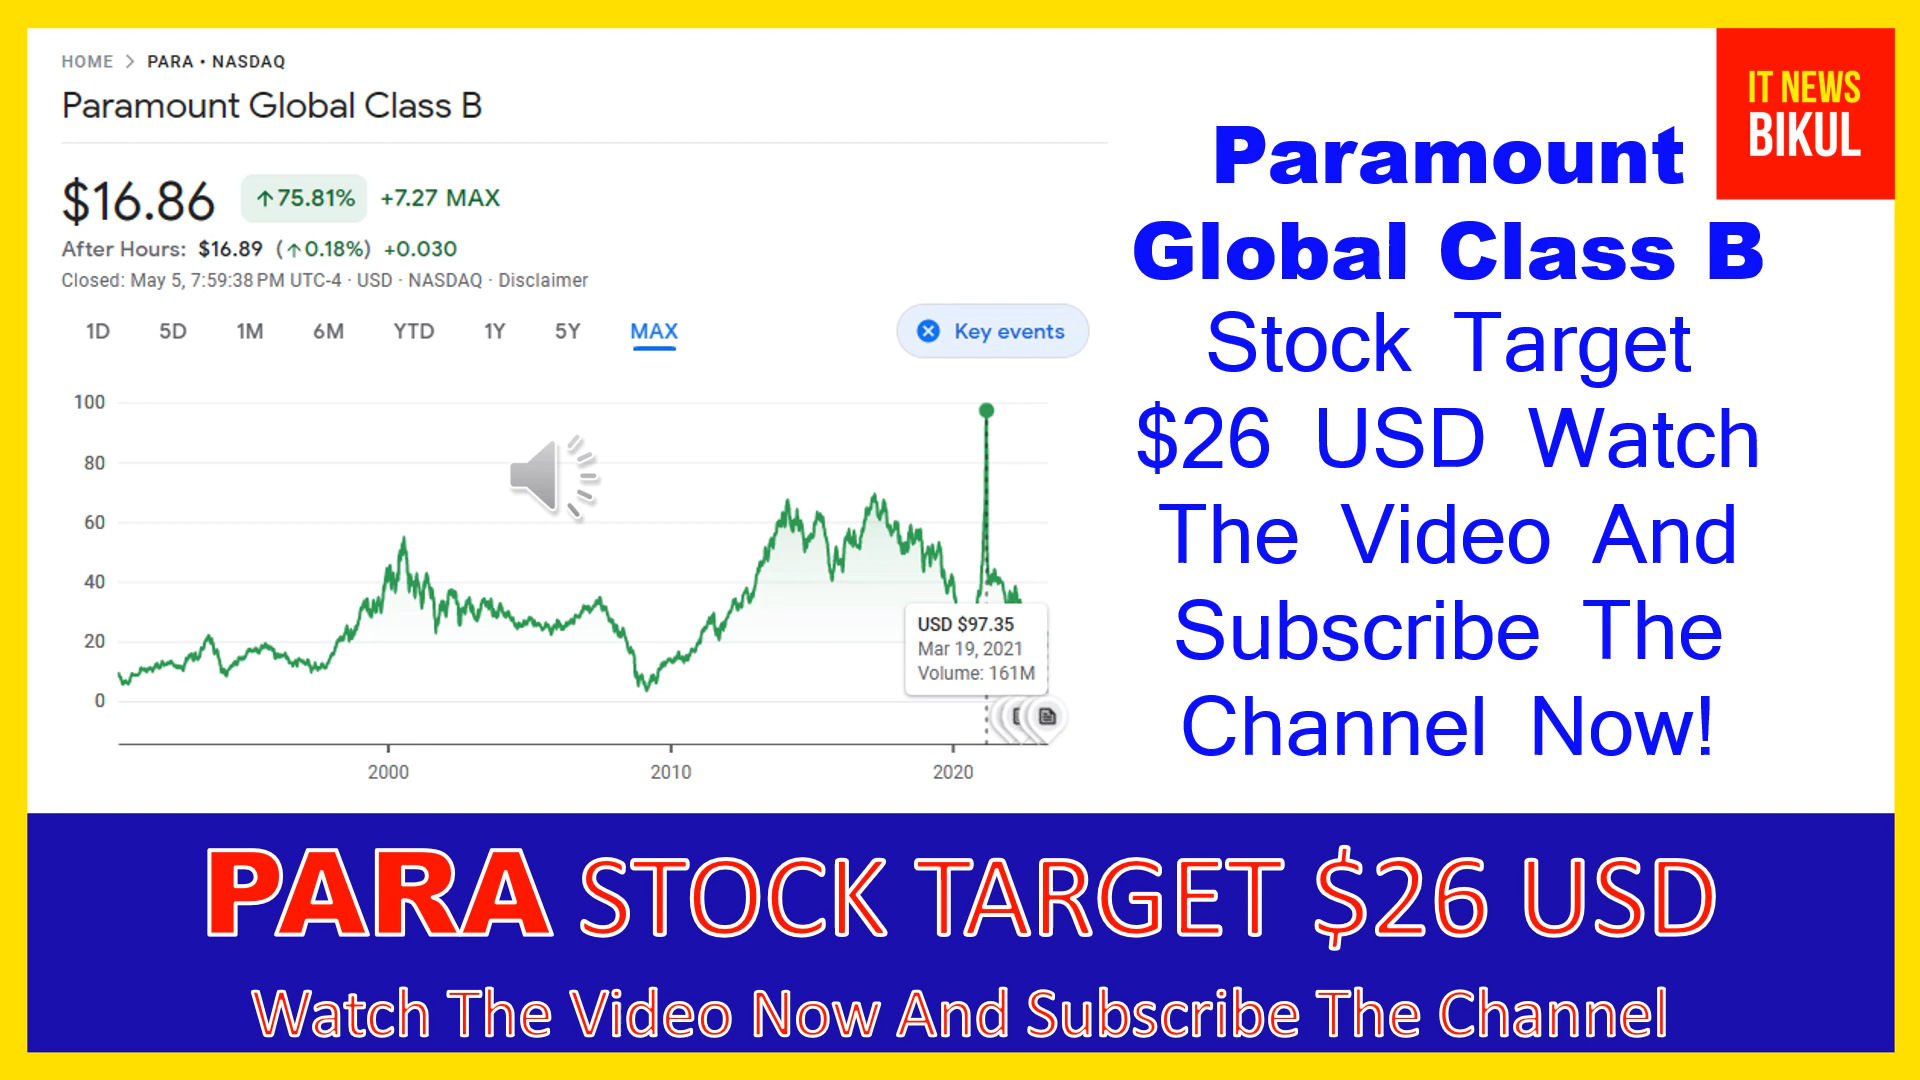 HOME > PARA • NASDAQ
Paramount Global Class B
$16.86 ↑75.81% +7.27 MAX
After Hours: $16.89 (↑0.18%) +0.030
Closed: May 5, 7:59:38 PM UTC-4 · USD · NASDAQ · Disclaimer
1D 5D 1M 6M YTD 1Y 5Y MAX
Key events
100
80
60
40
20
0
USD $97.35
Mar 19, 2021
Volume: 161M
2000 2010 2020
IT NEWS
BIKUL
Paramount
Global Class B
Stock Target
$26 USD Watch
The Video And
Subscribe The
Channel Now!
PARA STOCK TARGET $26 USD
Watch The Video Now And Subscribe The Channel